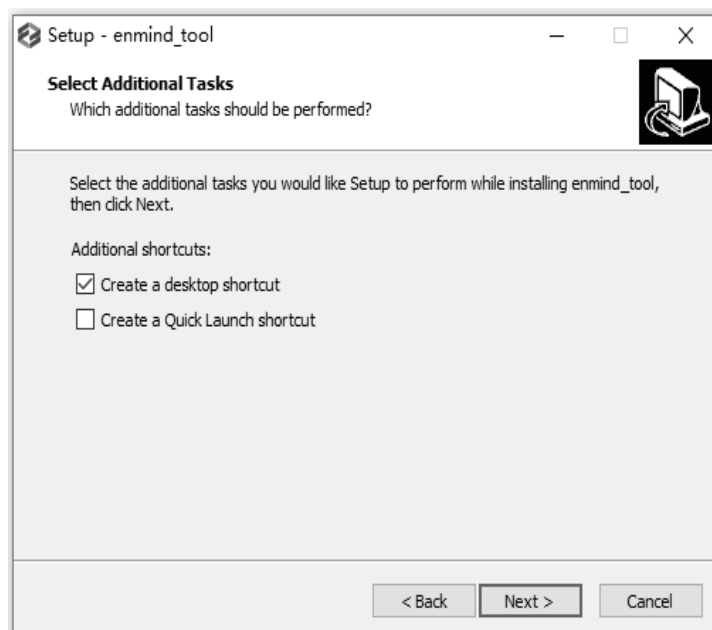 Setup - enmind_tool
Select Additional Tasks
Which additional tasks should be performed?
Select the additional tasks you would like Setup to perform while installing enmind_tool,
then click Next.
Additional shortcuts:
Create a desktop shortcut
Create a Quick Launch shortcut
< Back
Next >
Cancel